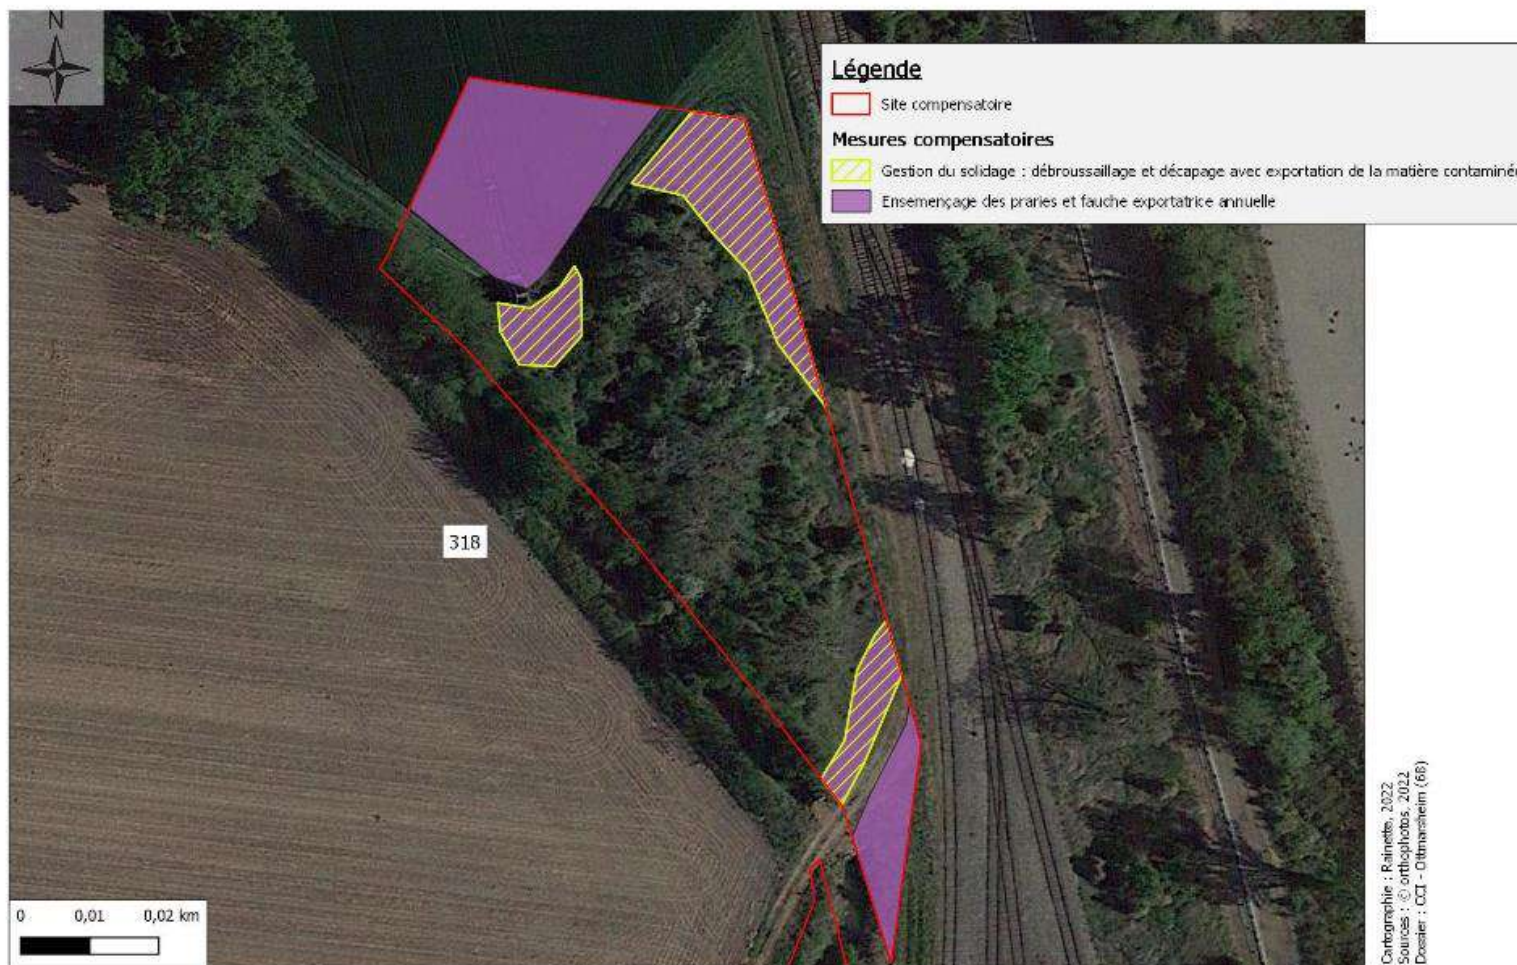 N
Légende
Site compensatoire
Mesures compensatoires
Gestion du solidage : débroussaillage et décapage avec exportation de la matière contaminée
Ensemençage des praries et fauche exportatrice annuelle
318
0 0,01 0,02 km
Cartographie : Rainette, 2022
Sources : © orthophotos, 2022
Dossier : CCI - Ottmarsheim (68)